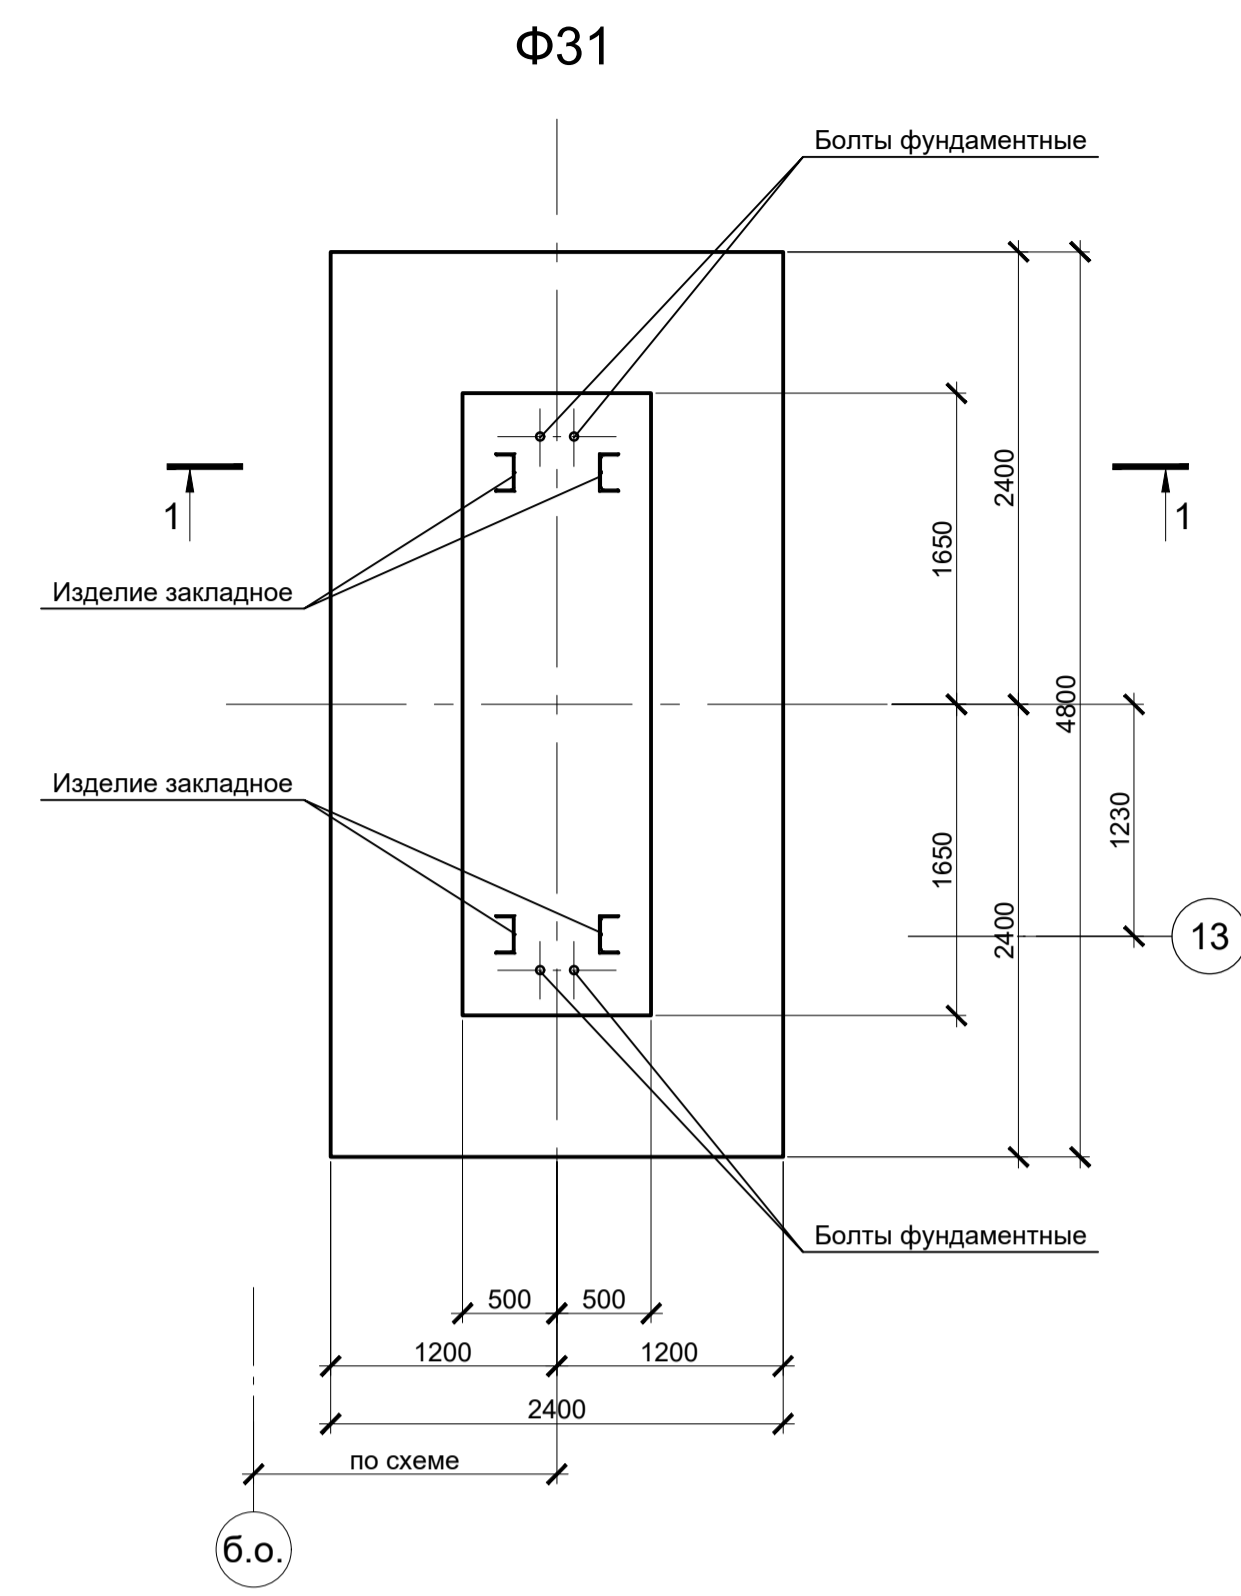 Ф31
Болты фундаментные
1
1
2400
1650
Изделие закладное
4800
Изделие закладное
1230
1650
2400
13
Болты фундаментные
500
500
1200
1200
2400
по схеме
б.о.